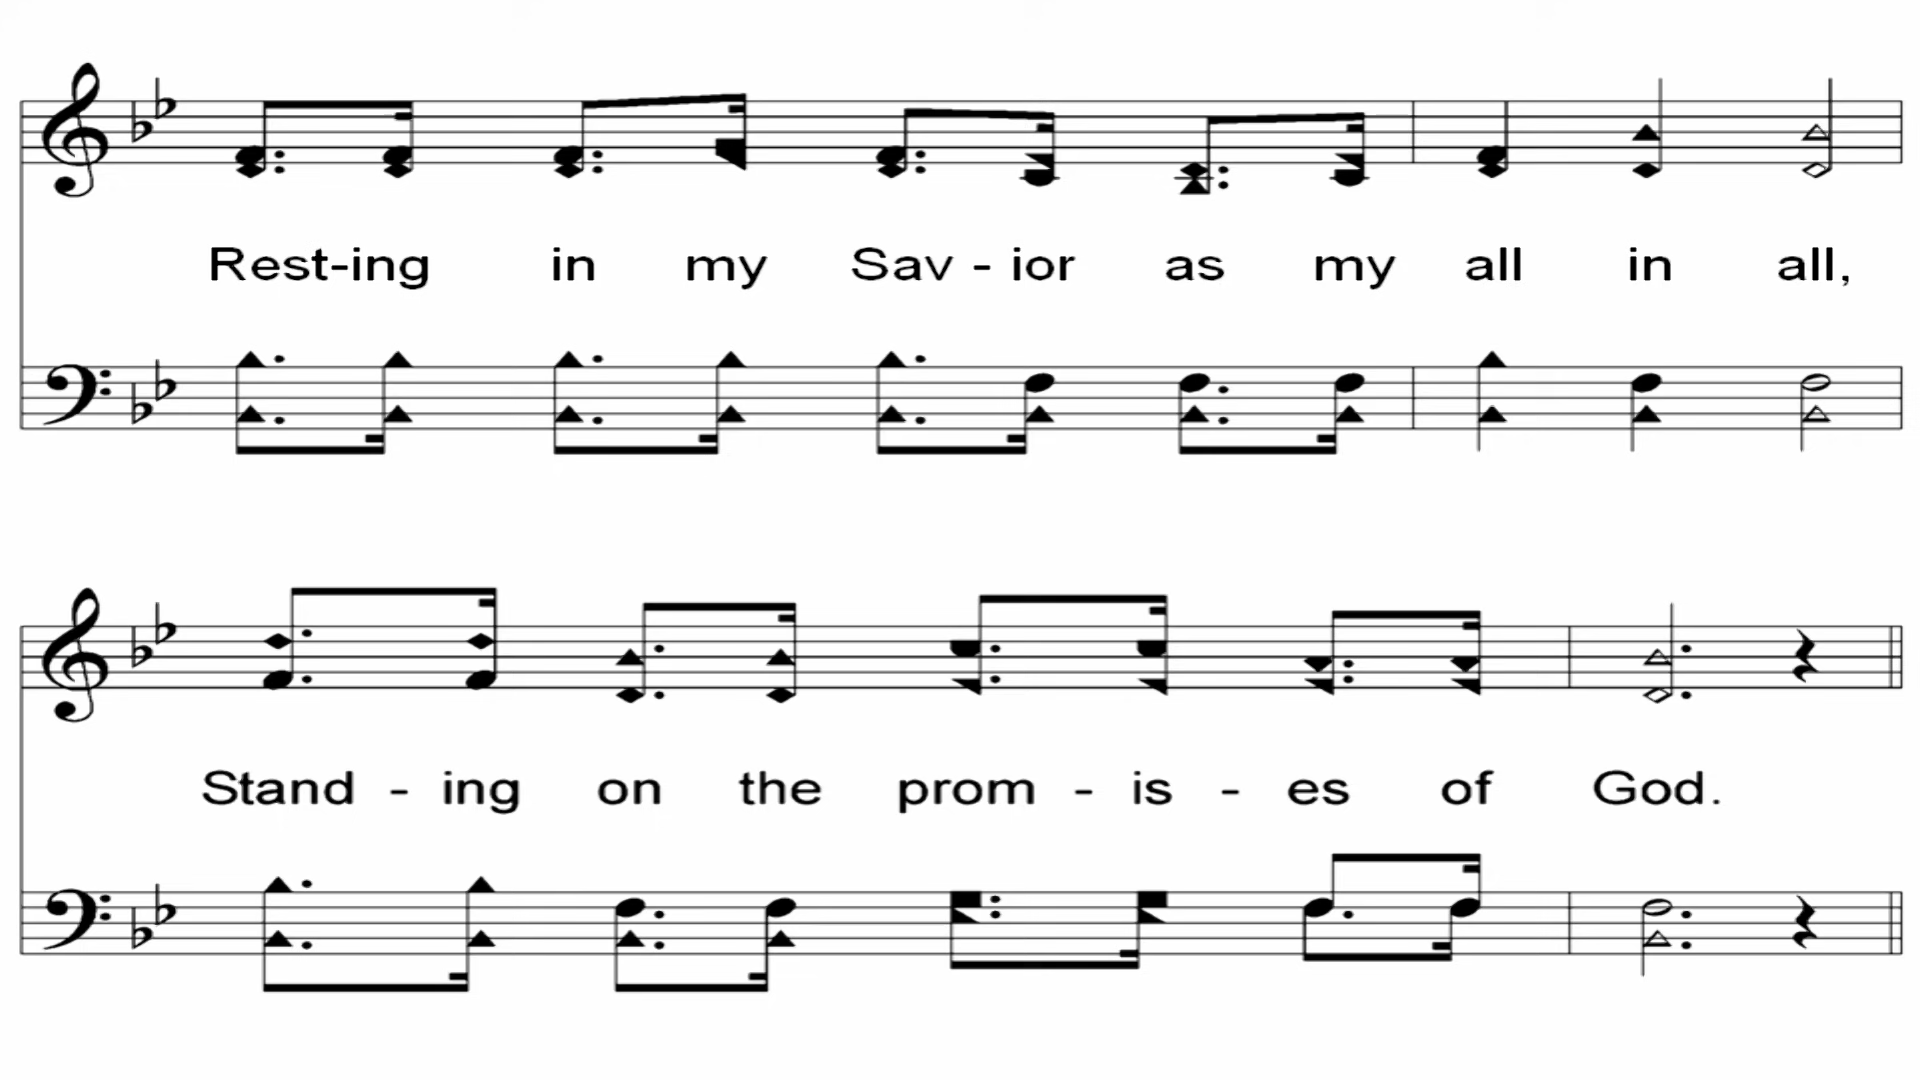 Rest-ing in my Sav - ior as my all in all,
Stand - ing on the prom - is - es of God.